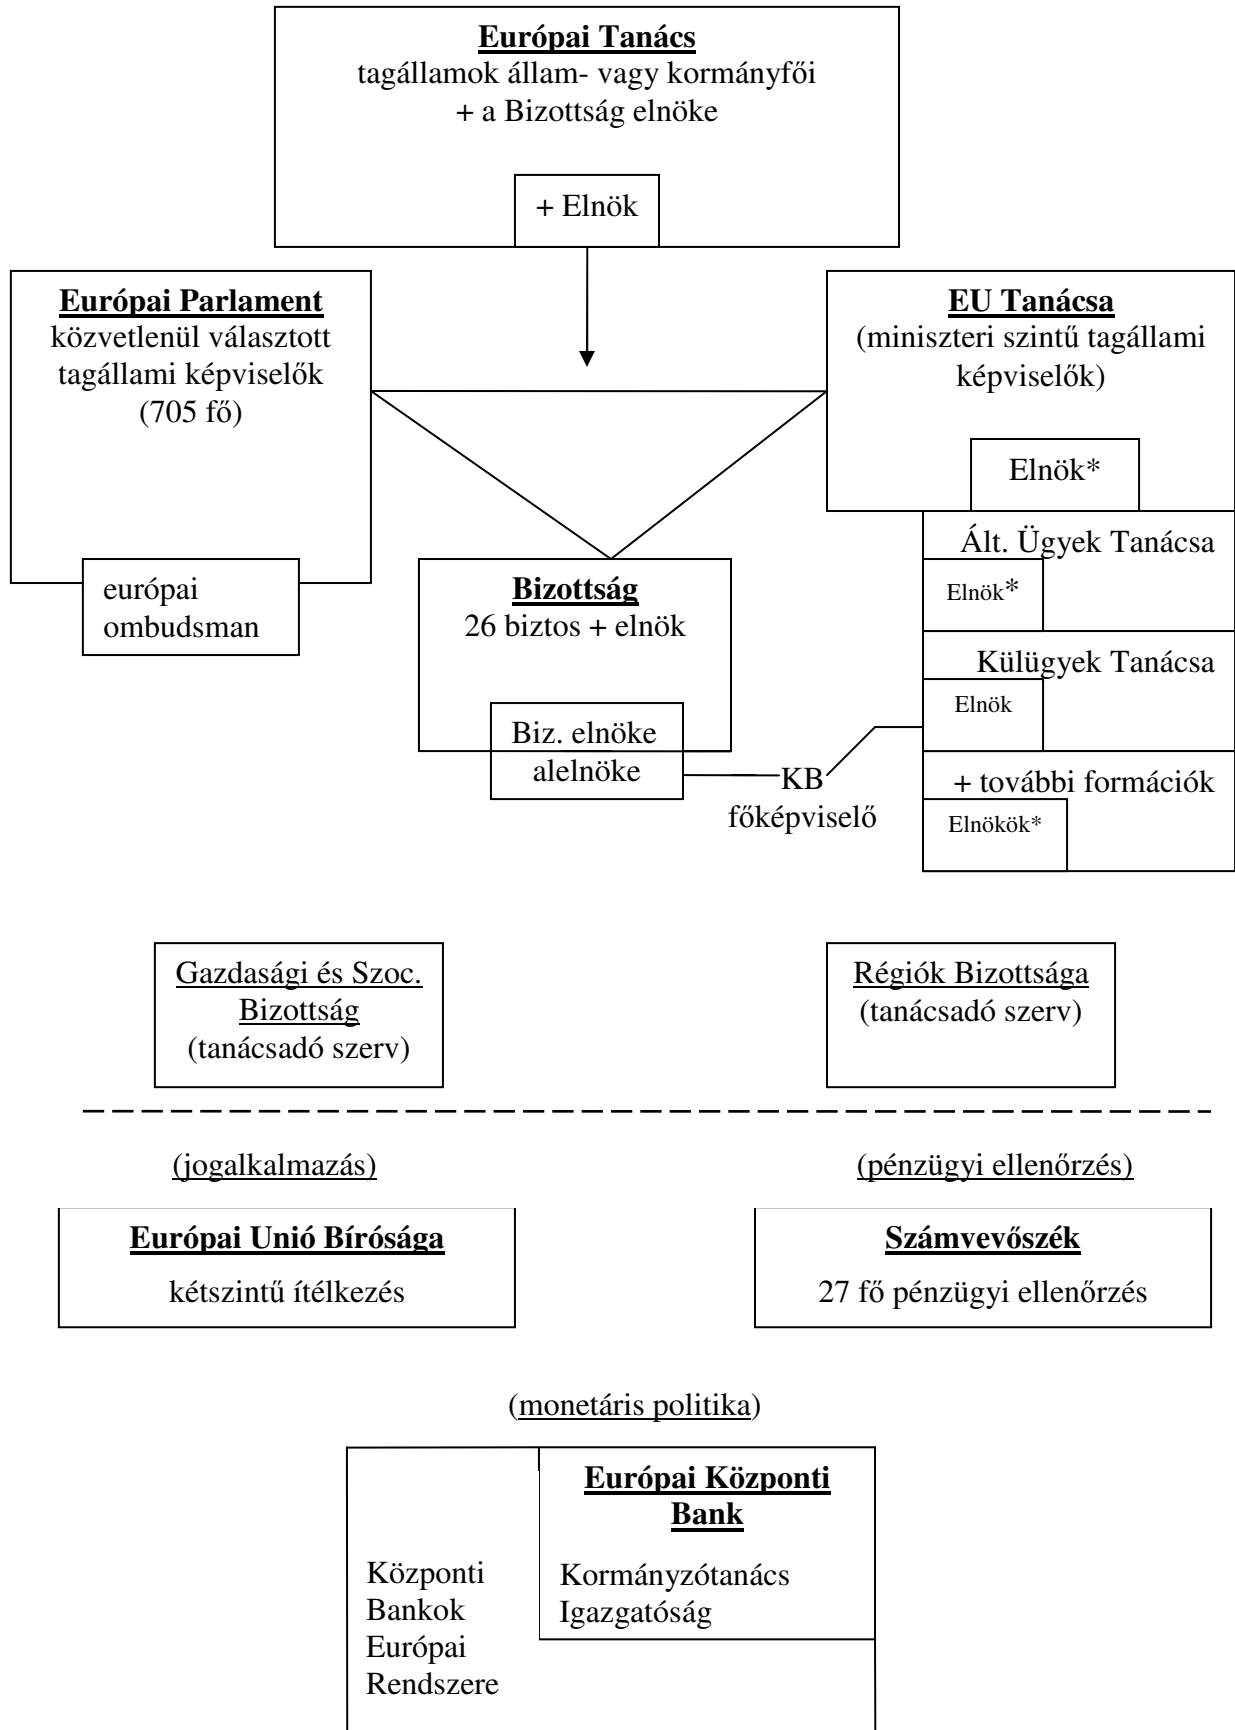 Európai Tanács
tagállamok állam- vagy kormányfői
+ a Bizottság elnöke
+ Elnök
Európai Parlament
közvetlenül választott
tagállami képviselők
(705 fő)
európai
ombudsman
EU Tanácsa
(miniszteri szintű tagállami
képviselők)
Elnök*
Ált. Ügyek Tanácsa
Elnök*
Külügyek Tanácsa
Elnök
+ további formációk
Elnökök*
Bizottság
26 biztos + elnök
Biz. elnöke
alelnöke
KB
főképviselő
Gazdasági és Szoc.
Bizottság
(tanácsadó szerv)
Régiók Bizottsága
(tanácsadó szerv)
(jogalkalmazás)
(pénzügyi ellenőrzés)
Európai Unió Bírósága
kétszintű ítélkezés
Számvevőszék
27 fő pénzügyi ellenőrzés
(monetáris politika)
Európai Központi
Bank
Kormányzótanács
Igazgatóság
Központi
Bankok
Európai
Rendszere